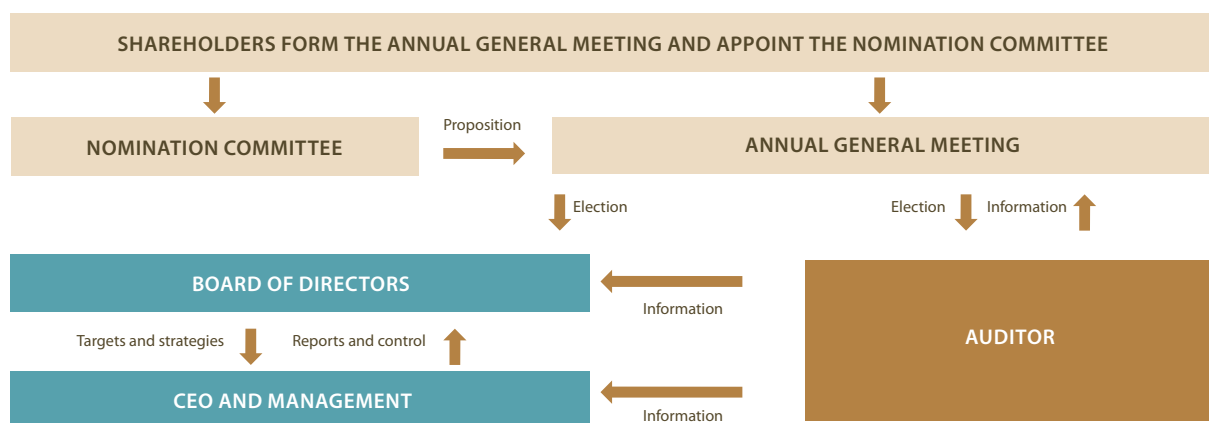 SHAREHOLDERS FORM THE ANNUAL GENERAL MEETING AND APPOINT THE NOMINATION COMMITTEE
NOMINATION COMMITTEE
Proposition
ANNUAL GENERAL MEETING
Election
Election
Information
BOARD OF DIRECTORS
Information
Targets and strategies
Reports and control
AUDITOR
CEO AND MANAGEMENT
Information